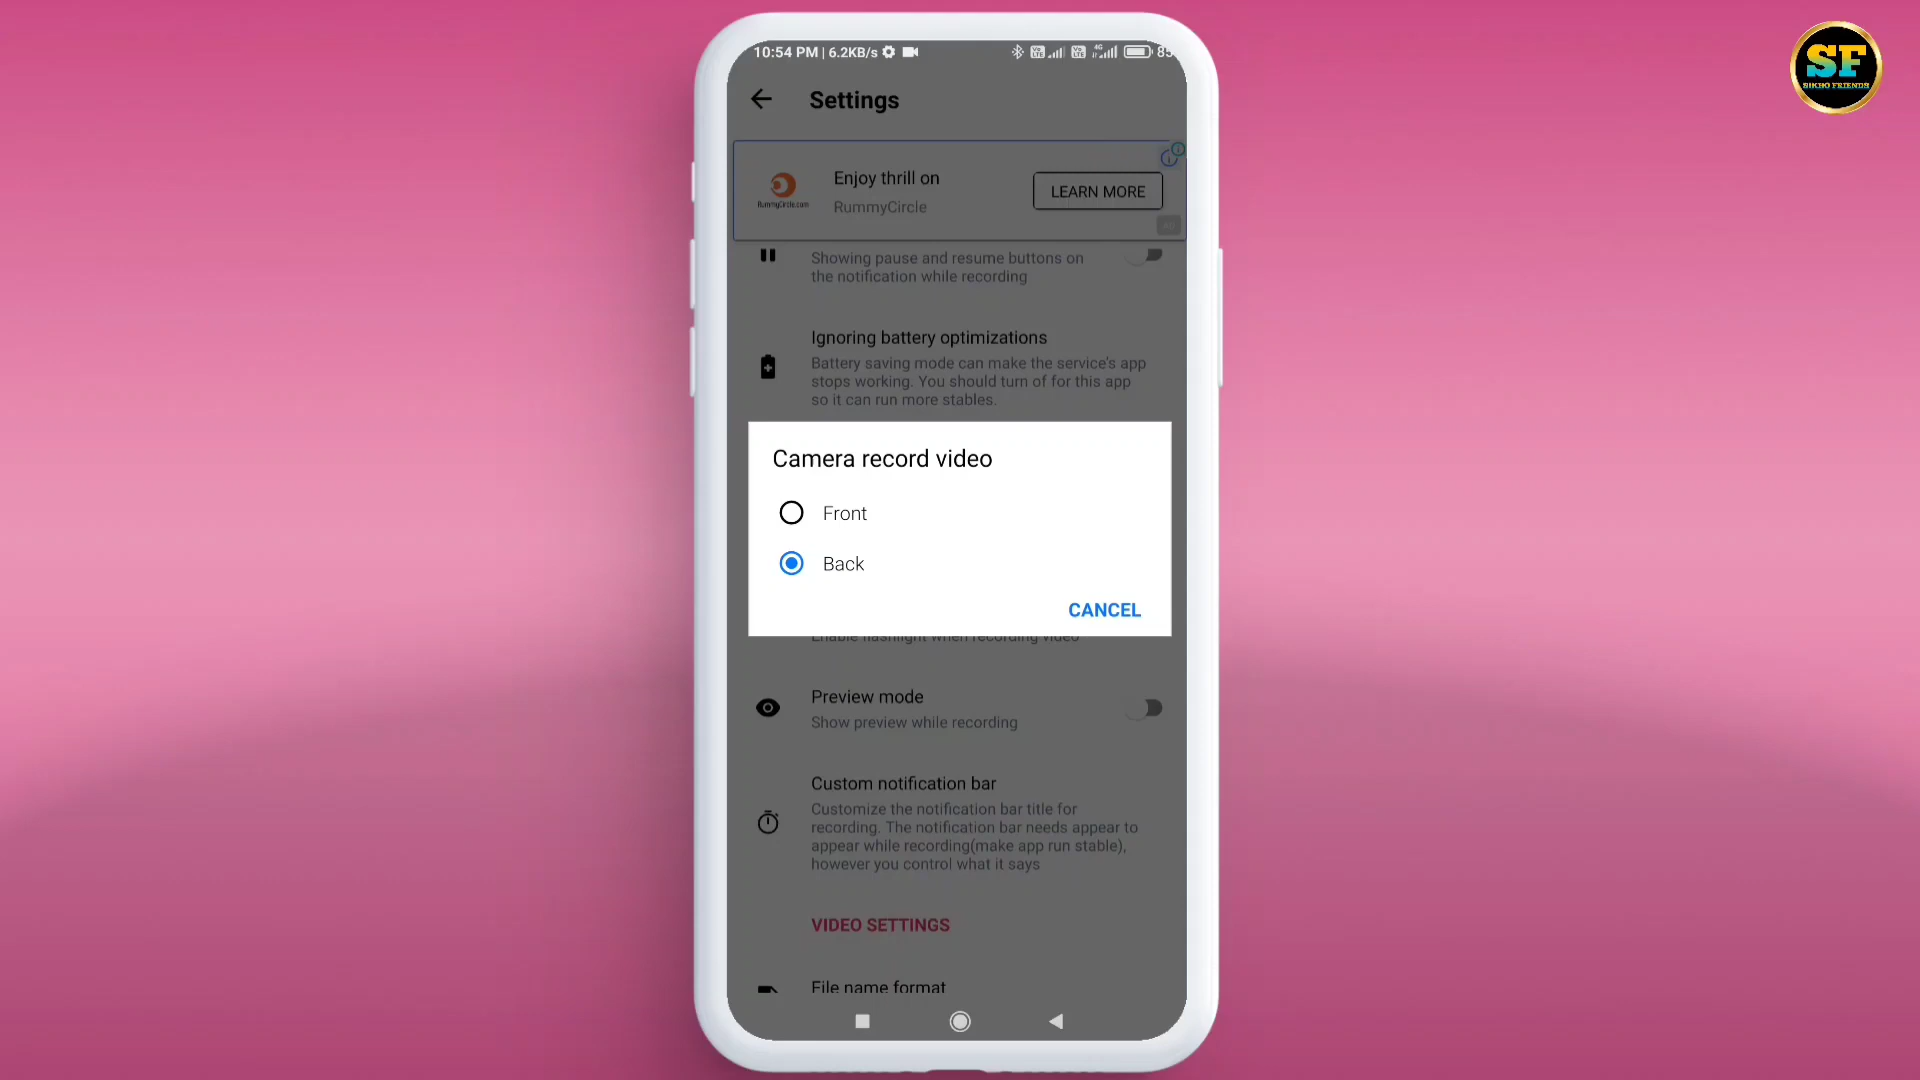 SF
SIKHO FRIENDS
10:54 PM | 6.2KB/s
85
Settings
Enjoy thrill on
RummyCircle
RummyCircle.com
LEARN MORE
Showing pause and resume buttons on
the notification while recording
Ignoring battery optimizations
Battery saving mode can make the service's app
stops working. You should turn of for this app
so it can run more stables.
Camera record video
Front
Back
CANCEL
Enable flashlight when recording video
Preview mode
Show preview while recording
Custom notification bar
Customize the notification bar title for
recording. The notification bar needs appear to
appear while recording(make app run stable),
however you control what it says
VIDEO SETTINGS
File name format